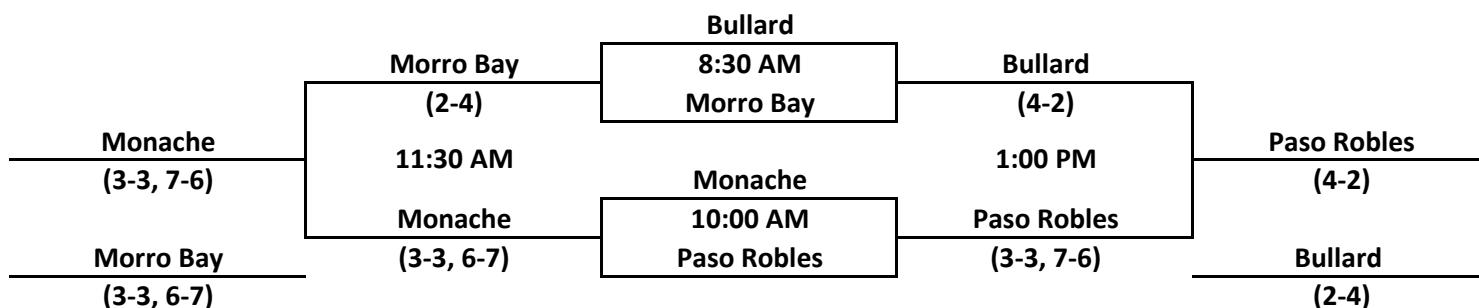 Bullard
Morro Bay 8:30 AM Bullard
(2-4) Morro Bay (4-2)
Monache 11:30 AM 1:00 PM Paso Robles
(3-3, 7-6) Monache (4-2)
Monache 10:00 AM Paso Robles
Morro Bay (3-3, 6-7) Paso Robles (3-3, 7-6) Bullard
(3-3, 6-7) (2-4)